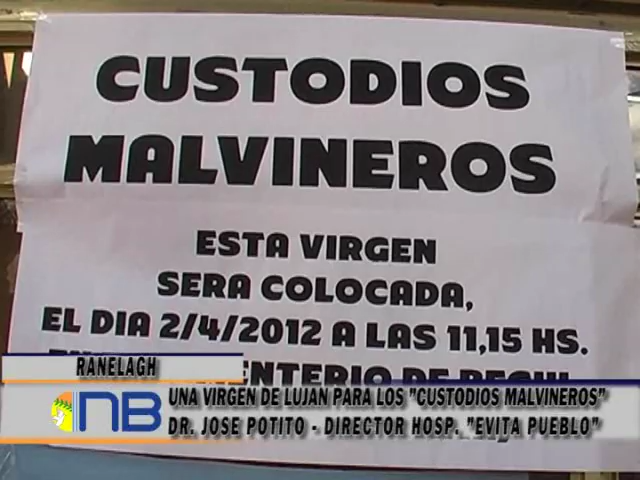 CUSTODIOS
MALVINEROS
ESTA VIRGEN
SERA COLOCADA,
EL DIA 2/4/2012 A LAS 11,15 HS.
RANELAGH
NB
UNA VIRGEN DE LUJAN PARA LOS "CUSTODIOS MALVINEROS"
DR. JOSE POTITO - DIRECTOR HOSP. "EVITA PUEBLO"